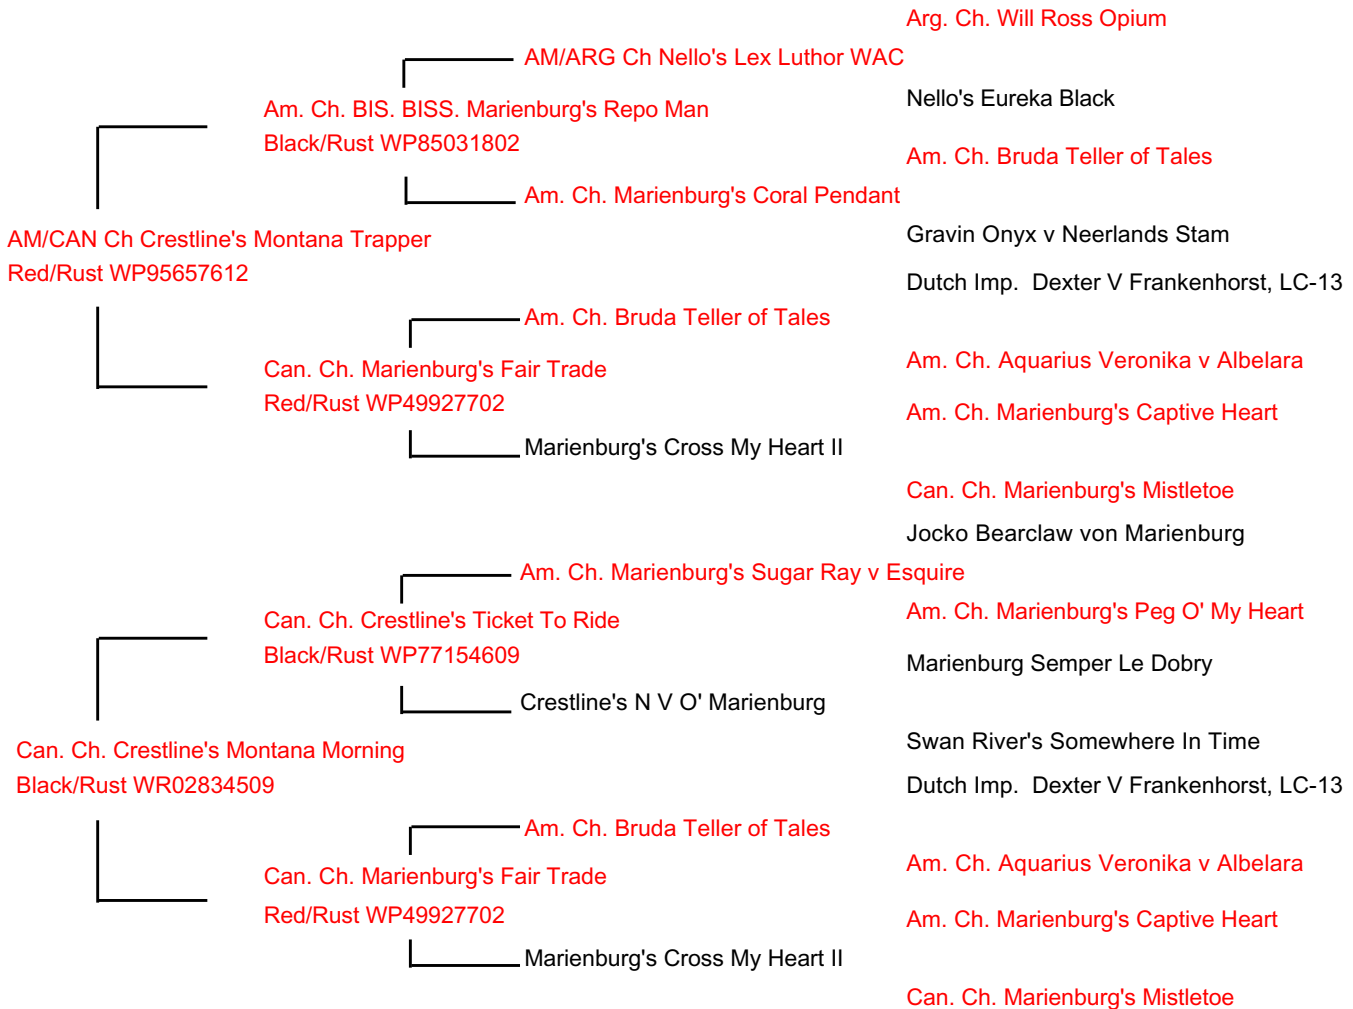 Arg. Ch. Will Ross Opium
AM/ARG Ch Nello's Lex Luthor WAC
Nello's Eureka Black
Am. Ch. BIS. BISS. Marienburg's Repo Man
Black/Rust WP85031802
Am. Ch. Bruda Teller of Tales
Am. Ch. Marienburg's Coral Pendant
Gravin Onyx v Neerlands Stam
AM/CAN Ch Crestline's Montana Trapper
Red/Rust WP95657612
Dutch Imp.  Dexter V Frankenhorst, LC-13
Am. Ch. Bruda Teller of Tales
Am. Ch. Aquarius Veronika v Albelara
Can. Ch. Marienburg's Fair Trade
Red/Rust WP49927702
Am. Ch. Marienburg's Captive Heart
Marienburg's Cross My Heart II
Can. Ch. Marienburg's Mistletoe
Jocko Bearclaw von Marienburg
Am. Ch. Marienburg's Sugar Ray v Esquire
Am. Ch. Marienburg's Peg O' My Heart
Can. Ch. Crestline's Ticket To Ride
Black/Rust WP77154609
Marienburg Semper Le Dobry
Crestline's N V O' Marienburg
Swan River's Somewhere In Time
Can. Ch. Crestline's Montana Morning
Black/Rust WR02834509
Dutch Imp.  Dexter V Frankenhorst, LC-13
Am. Ch. Bruda Teller of Tales
Am. Ch. Aquarius Veronika v Albelara
Can. Ch. Marienburg's Fair Trade
Red/Rust WP49927702
Am. Ch. Marienburg's Captive Heart
Marienburg's Cross My Heart II
Can. Ch. Marienburg's Mistletoe